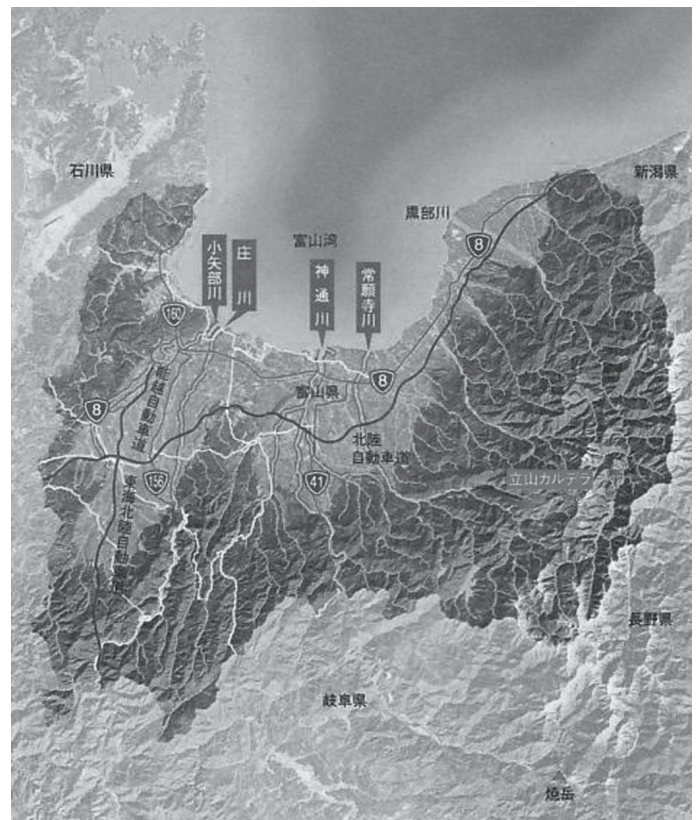 石川県
新潟県
黒部川
富山湾
8
小矢部川
庄川
神通川
常願寺川
160
富山県
8
能越自動車道
8
北陸
自動車道
156
41
立山カルデラ
東海北陸自動車道
長野県
岐阜県
焼岳